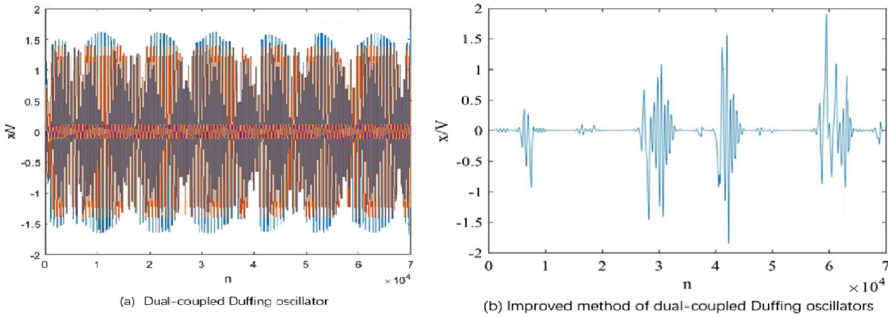 2
1.5
1
0.5
0
-0.5
-1
-1.5
-2
x/V
0 1 2 3 4 5 6 7
n
×10^4
(a) Dual-coupled Duffing oscillator
2
1.5
1
0.5
0
-0.5
-1
-1.5
-2
x/V
0 1 2 3 4 5 6 7
n
×10^4
(b) Improved method of dual-coupled Duffing oscillators